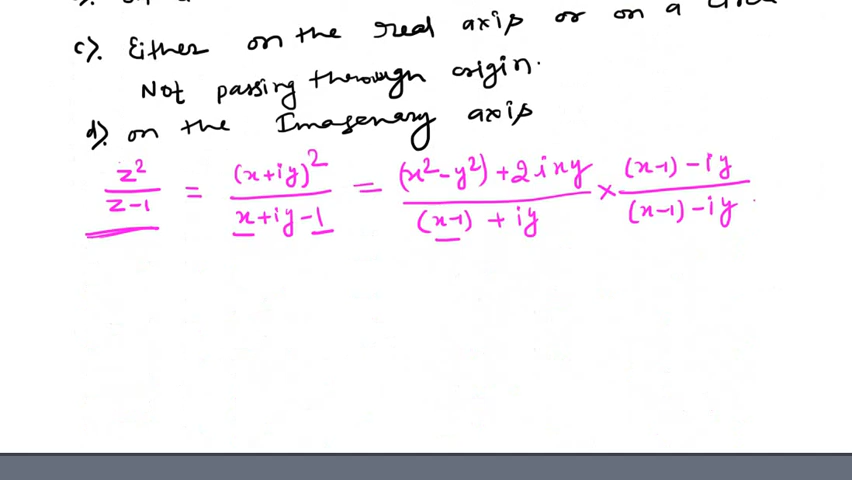 c). Either on the real axis or on a
Not passing through origin.
d). on the Imagenary axis
z²/(z-1) = (x+iy)²/(x+iy-1) = ((x²-y²)+2ixy)/((x-1)+iy) × ((x-1)-iy)/((x-1)-iy)